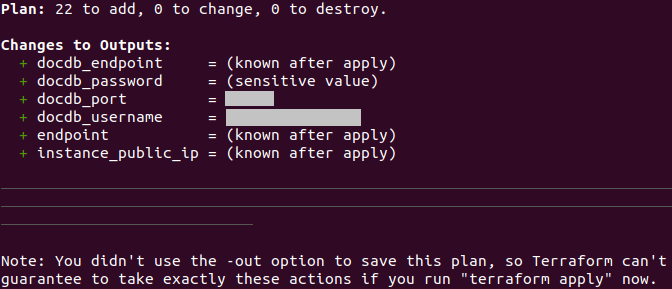 Plan: 22 to add, 0 to change, 0 to destroy.
Changes to Outputs:
+ docdb_endpoint = (known after apply)
+ docdb_password = (sensitive value)
+ docdb_port =
+ docdb_username =
+ endpoint = (known after apply)
+ instance_public_ip = (known after apply)
Note: You didn't use the -out option to save this plan, so Terraform can't
guarantee to take exactly these actions if you run "terraform apply" now.